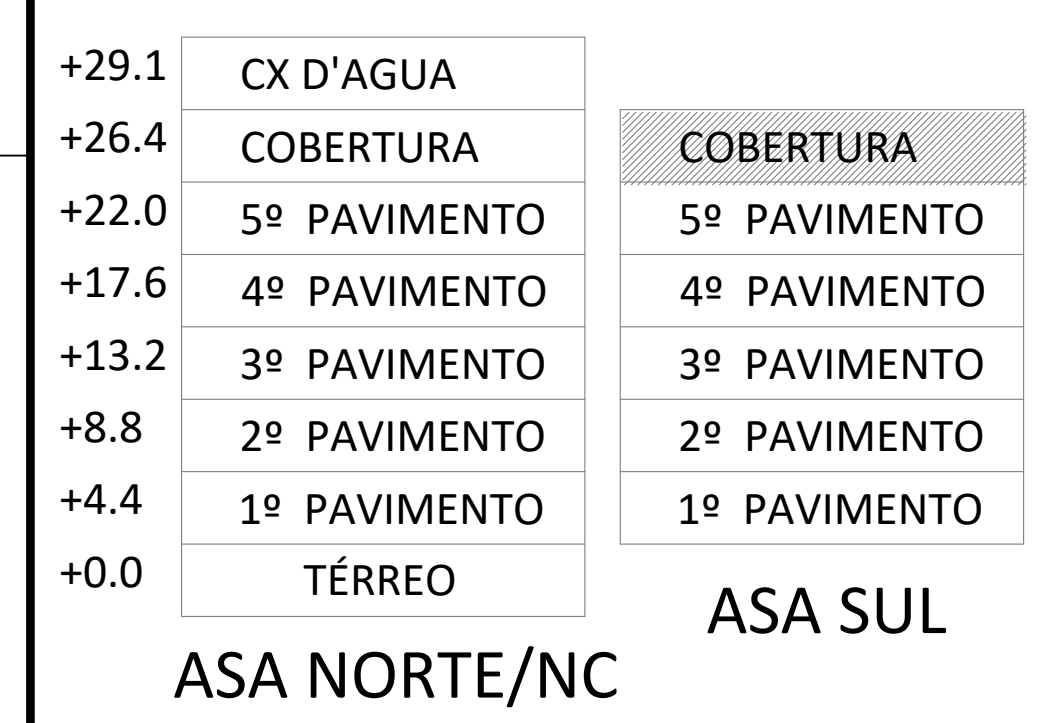 +29.1 CX D'AGUA
+26.4 COBERTURA COBERTURA
+22.0 5º PAVIMENTO 5º PAVIMENTO
+17.6 4º PAVIMENTO 4º PAVIMENTO
+13.2 3º PAVIMENTO 3º PAVIMENTO
+8.8 2º PAVIMENTO 2º PAVIMENTO
+4.4 1º PAVIMENTO 1º PAVIMENTO
+0.0 TÉRREO
ASA SUL
ASA NORTE/NC